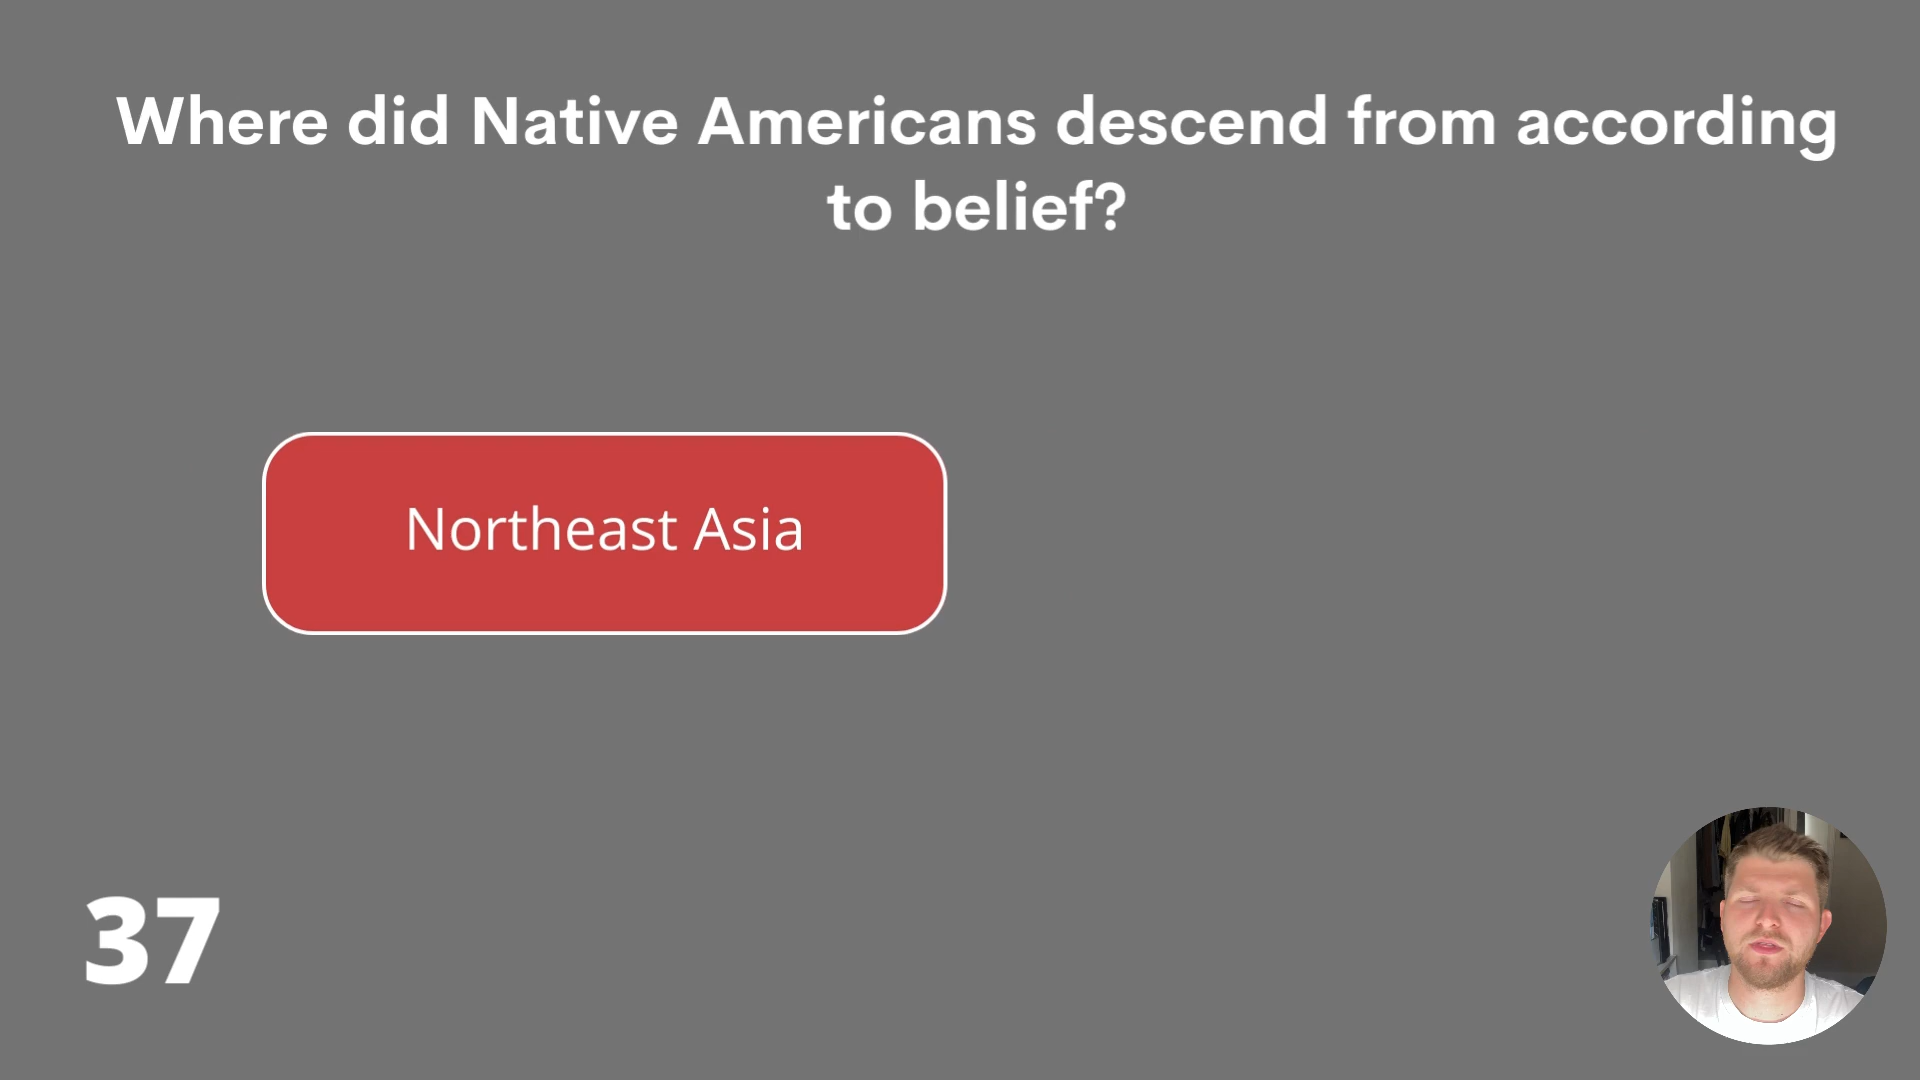 Where did Native Americans descend from according
to belief?
Northeast Asia
37